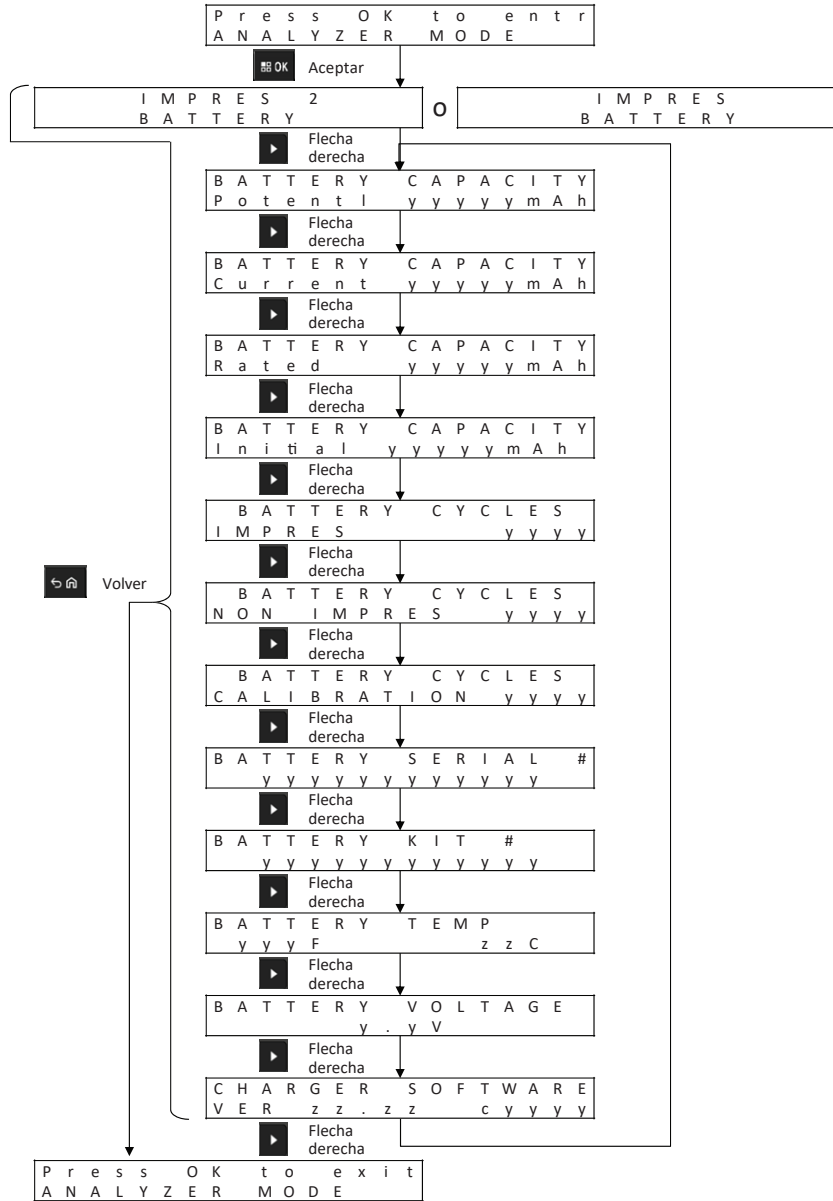 Press OK to entr
ANALYZER MODE
OK Aceptar
IMPRES 2
BATTERY
O
IMPRES
BATTERY
Flecha
derecha
BATTERY CAPACITY
Potentl yyyyymAh
Flecha
derecha
BATTERY CAPACITY
Current yyyyymAh
Flecha
derecha
BATTERY CAPACITY
Rated yyyyymAh
Flecha
derecha
BATTERY CAPACITY
Initial yyyyymAh
Flecha
derecha
BATTERY CYCLES
IMPRES yyyy
Flecha
derecha
Volver
BATTERY CYCLES
NON IMPRES yyyy
Flecha
derecha
BATTERY CYCLES
CALIBRATION yyyy
Flecha
derecha
BATTERY SERIAL #
yyyyyyyyyyyy
Flecha
derecha
BATTERY KIT #
yyyyyyyyyyyy
Flecha
derecha
BATTERY TEMP
yyyF zzC
Flecha
derecha
BATTERY VOLTAGE
y.yV
Flecha
derecha
CHARGER SOFTWARE
VER zz.zz cyyyy
Flecha
derecha
Press OK to exit
ANALYZER MODE